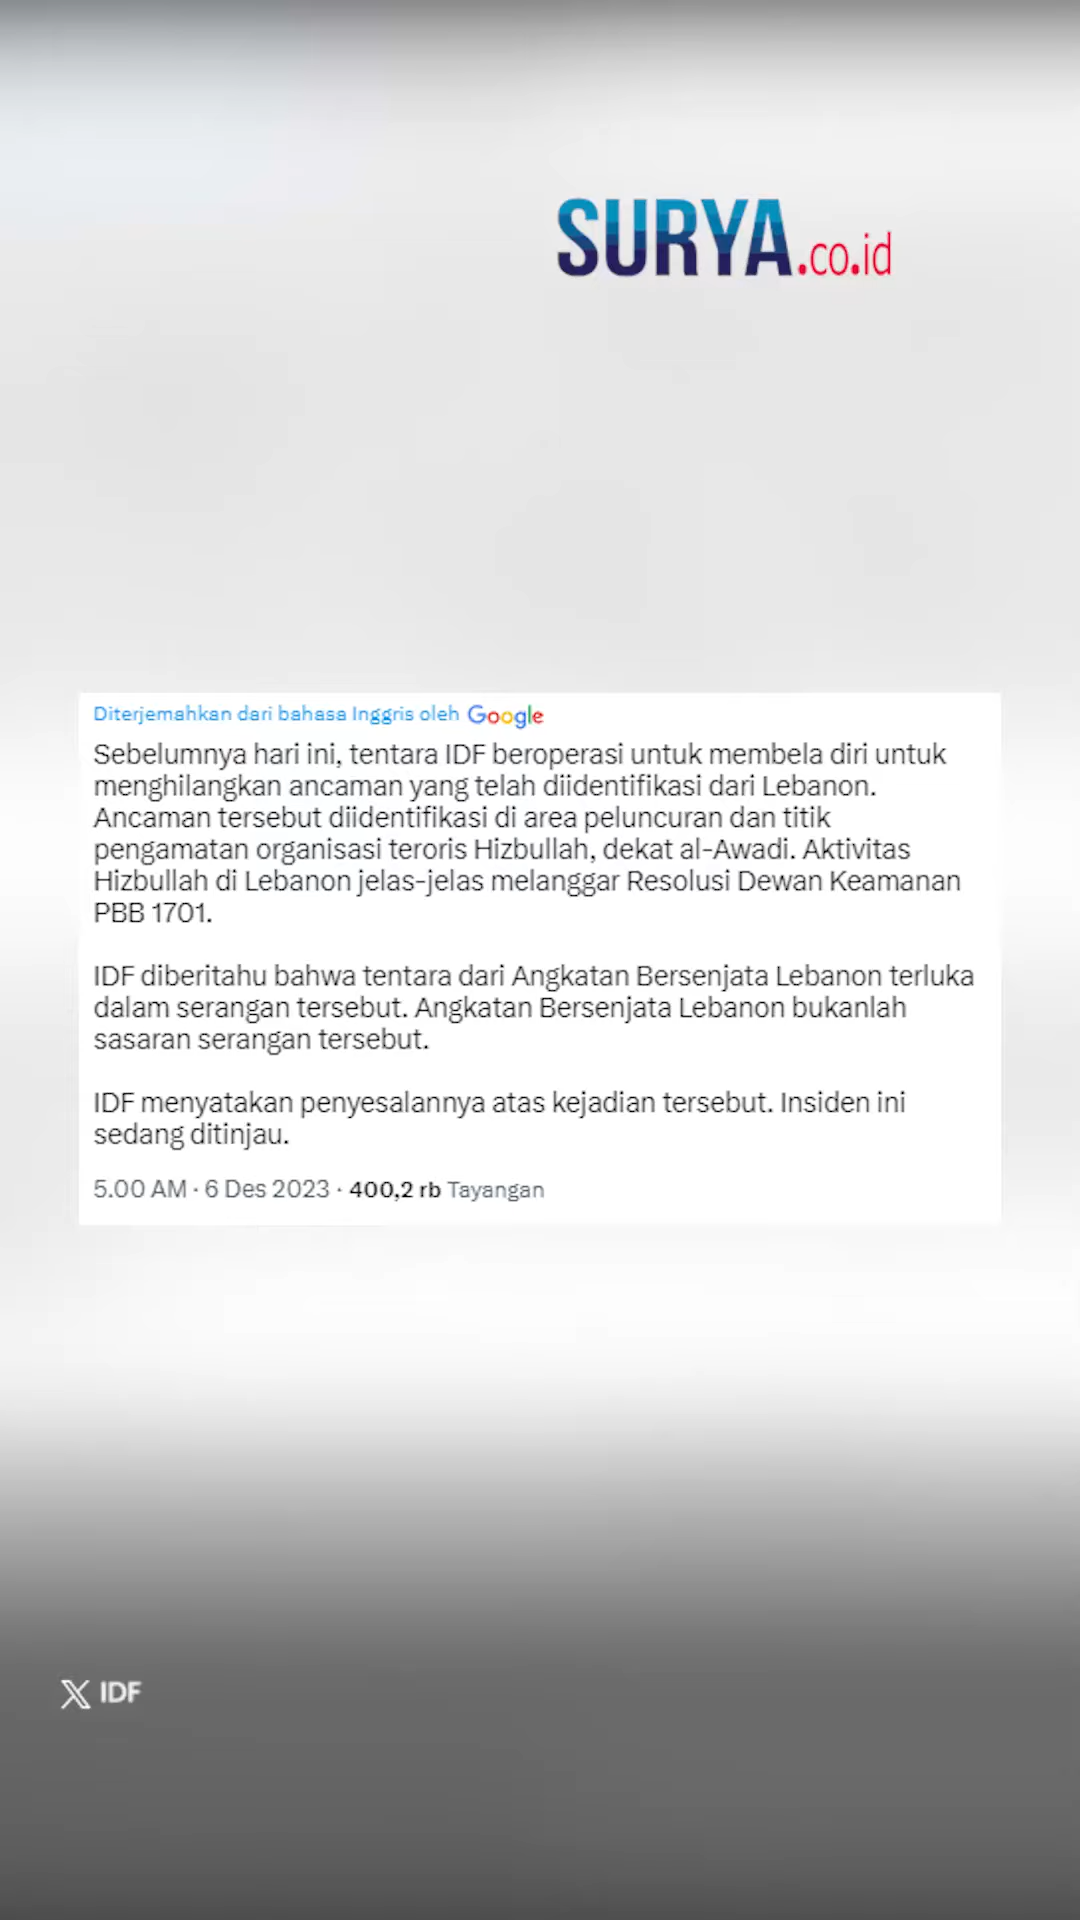 SURYA.co.id
Diterjemahkan dari bahasa Inggris oleh Google
Sebelumnya hari ini, tentara IDF beroperasi untuk membela diri untuk
menghilangkan ancaman yang telah diidentifikasi dari Lebanon.
Ancaman tersebut diidentifikasi di area peluncuran dan titik
pengamatan organisasi teroris Hizbullah, dekat al-Awadi. Aktivitas
Hizbullah di Lebanon jelas-jelas melanggar Resolusi Dewan Keamanan
PBB 1701.
IDF diberitahu bahwa tentara dari Angkatan Bersenjata Lebanon terluka
dalam serangan tersebut. Angkatan Bersenjata Lebanon bukanlah
sasaran serangan tersebut.
IDF menyatakan penyesalannya atas kejadian tersebut. Insiden ini
sedang ditinjau.
5.00 AM · 6 Des 2023 · 400,2 rb Tayangan
X IDF